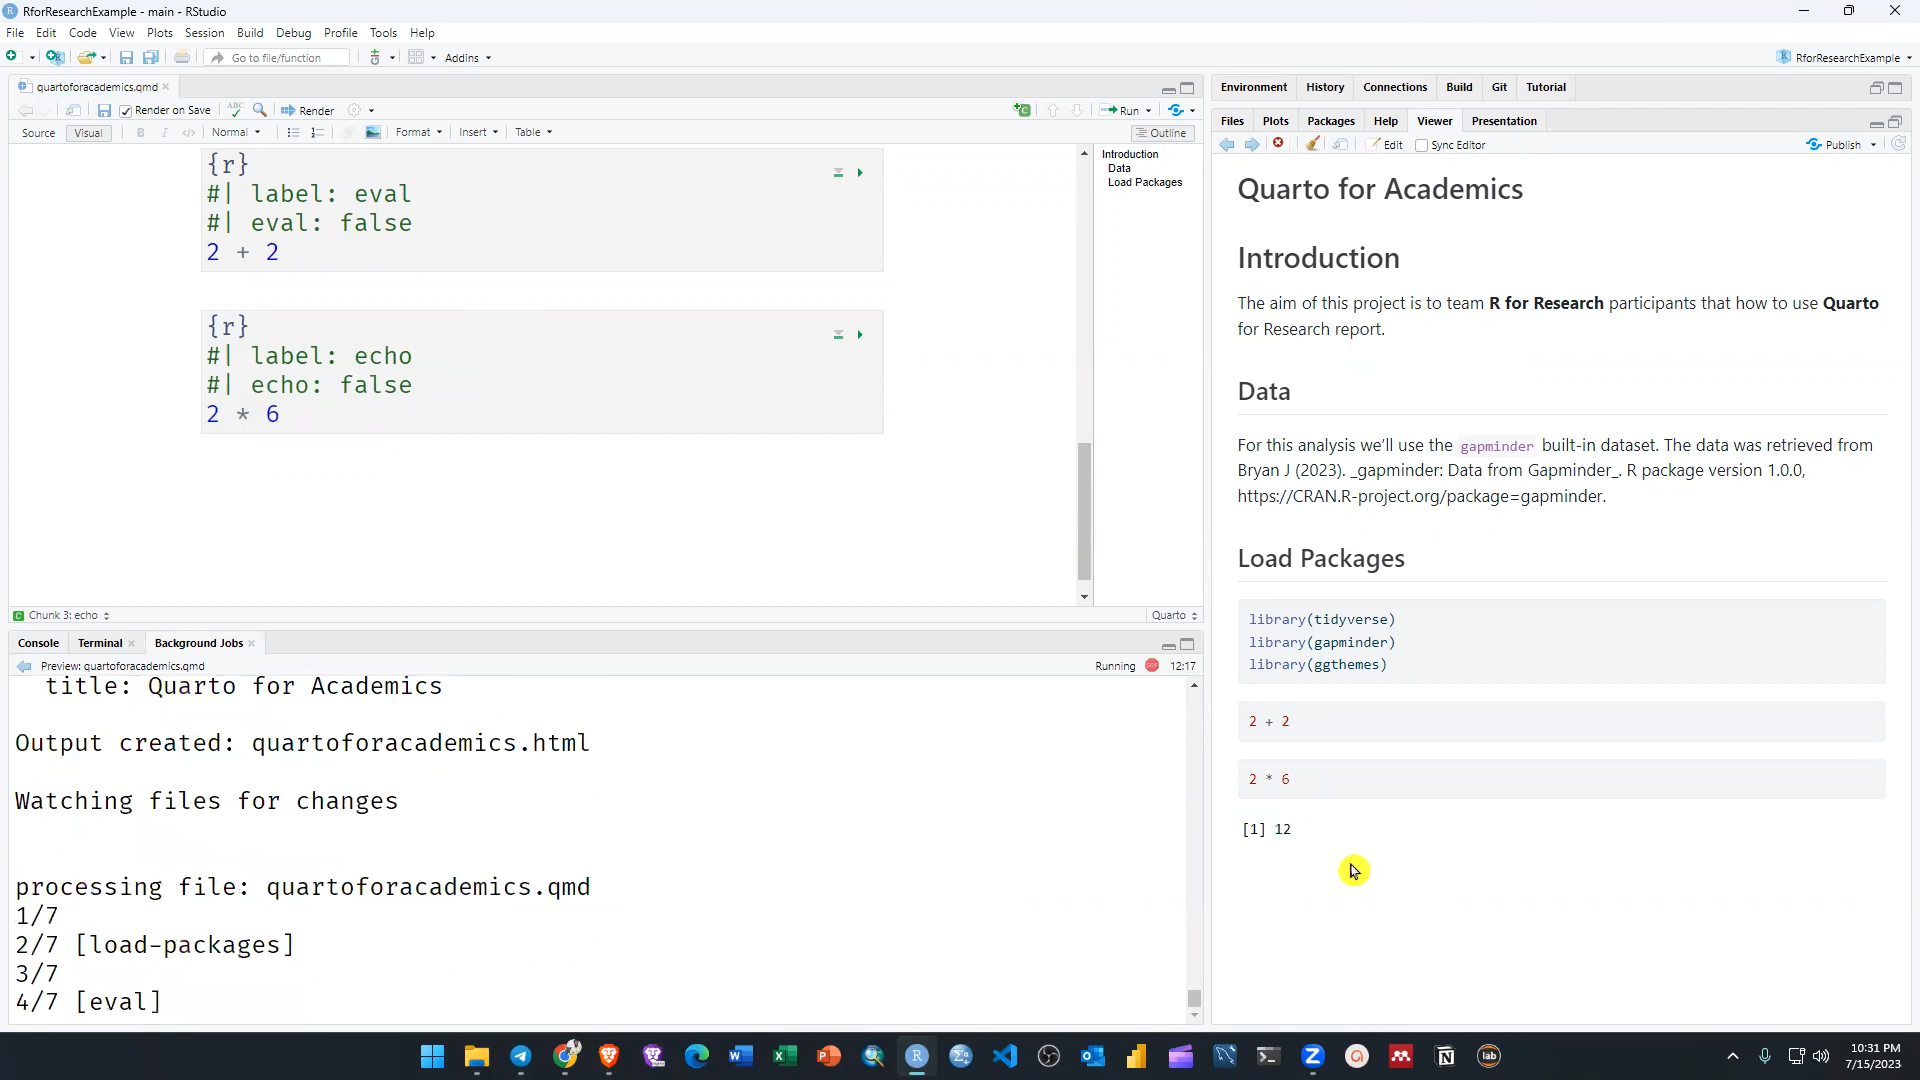 RforResearchExample - main - RStudio
File Edit Code View Plots Session Build Debug Profile Tools Help
Go to file/function Addins RforResearchExample
quartoforacademics.qmd
Render on Save ABC Render Run
Source Visual B I Normal Format Insert Table Outline
{r}
#| label: eval
#| eval: false
2 + 2
{r}
#| label: echo
#| echo: false
2 * 6
Introduction
Data
Load Packages
Chunk 3: echo Quarto
Console Terminal Background Jobs
Preview: quartoforacademics.qmd Running STOP 12:17
title: Quarto for Academics
Output created: quartoforacademics.html
Watching files for changes
processing file: quartoforacademics.qmd
1/7
2/7 [load-packages]
3/7
4/7 [eval]
Environment History Connections Build Git Tutorial
Files Plots Packages Help Viewer Presentation
Edit Sync Editor Publish
Quarto for Academics
Introduction
The aim of this project is to team R for Research participants that how to use Quarto
for Research report.
Data
For this analysis we'll use the gapminder built-in dataset. The data was retrieved from
Bryan J (2023). _gapminder: Data from Gapminder_. R package version 1.0.0,
https://CRAN.R-project.org/package=gapminder.
Load Packages
library(tidyverse)
library(gapminder)
library(ggthemes)
2 + 2
2 * 6
[1] 12
lab
10:31 PM
7/15/2023